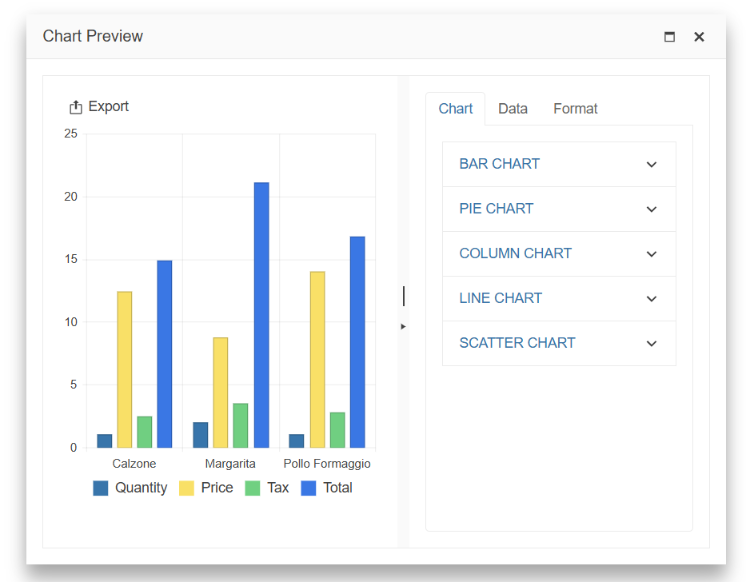 Chart Preview
Export
25
20
15
10
5
0
Calzone Margarita Pollo Formaggio
Quantity Price Tax Total
Chart Data Format
BAR CHART
PIE CHART
COLUMN CHART
LINE CHART
SCATTER CHART